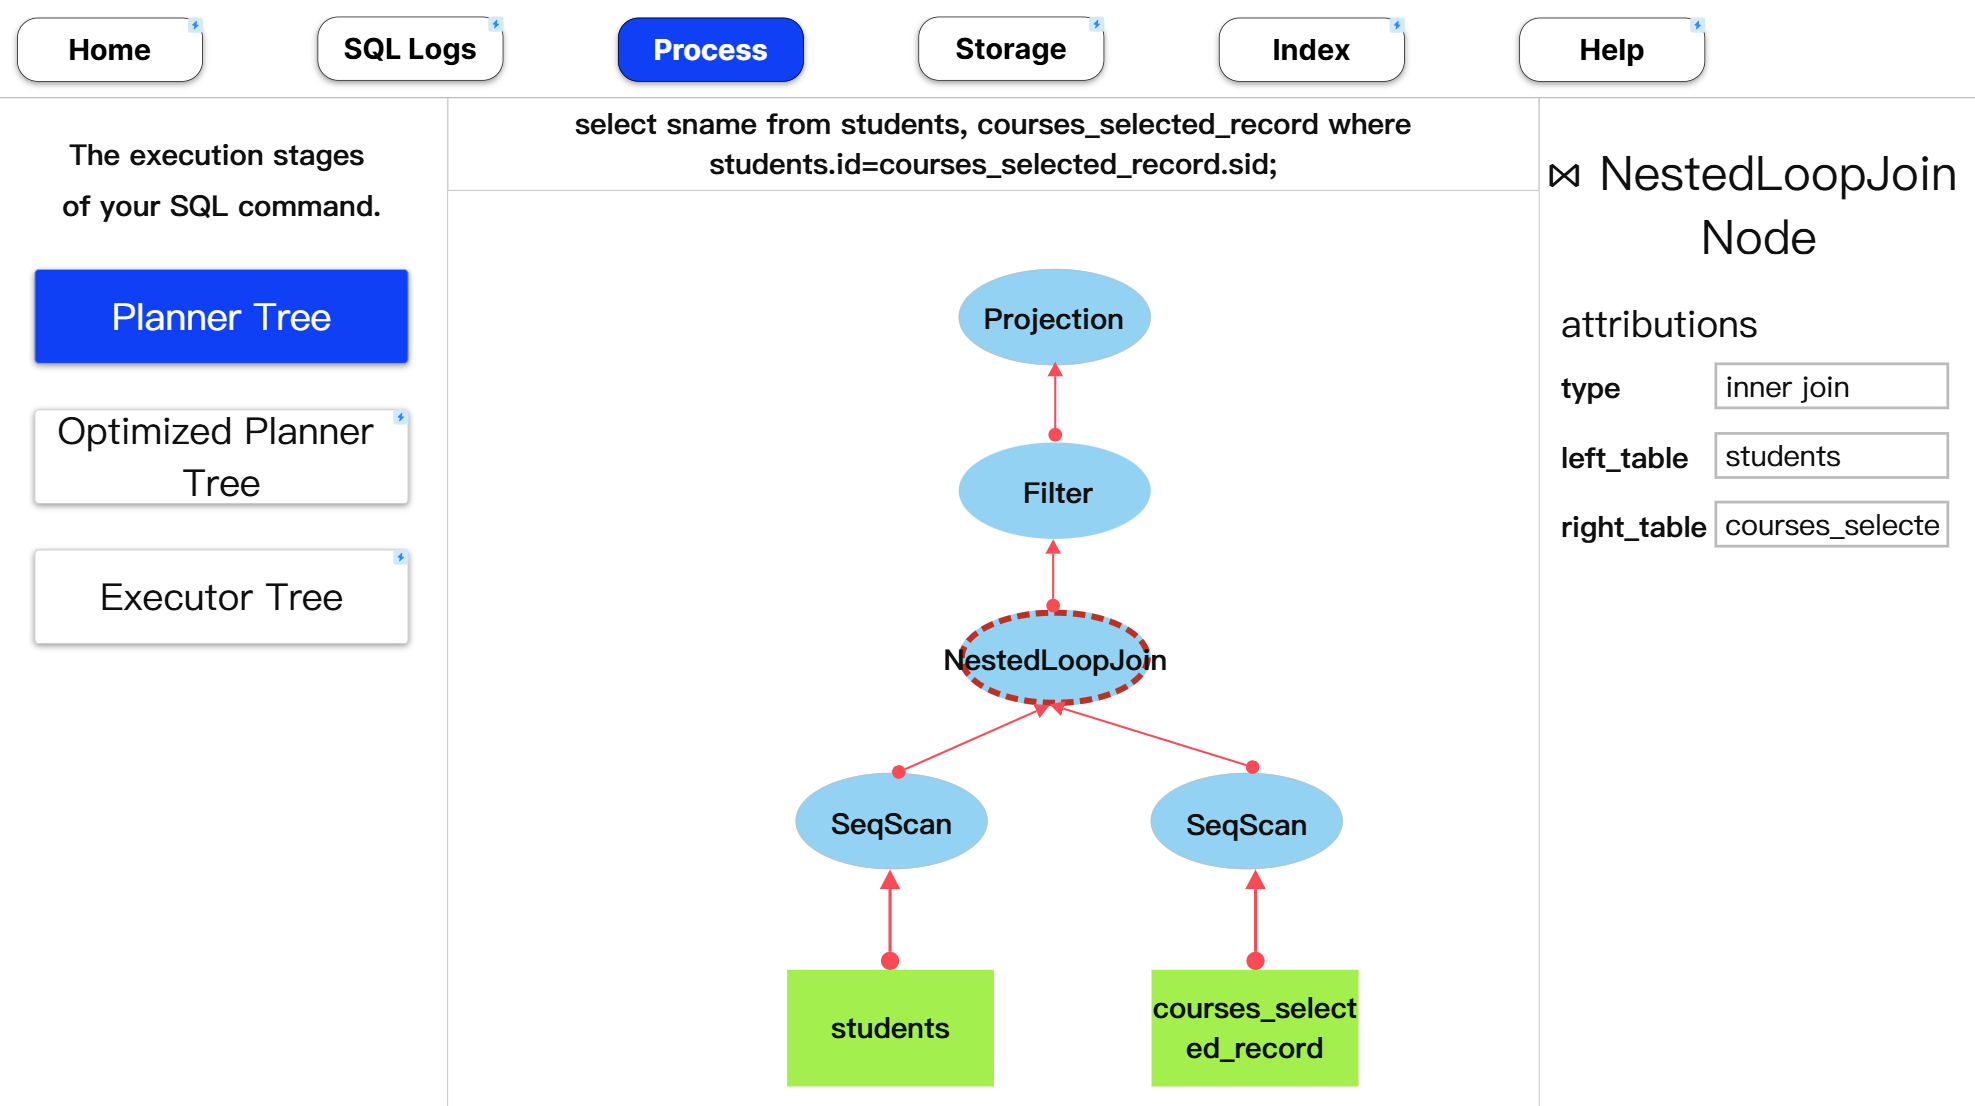 Home
SQL Logs
Process
Storage
Index
Help
The execution stages
of your SQL command.
Planner Tree
Optimized Planner
Tree
Executor Tree
select sname from students, courses_selected_record where
students.id=courses_selected_record.sid;
Projection
Filter
NestedLoopJoin
SeqScan
SeqScan
students
courses_select
ed_record
⋈ NestedLoopJoin
Node
attributions
type inner join
left_table students
right_table courses_selecte